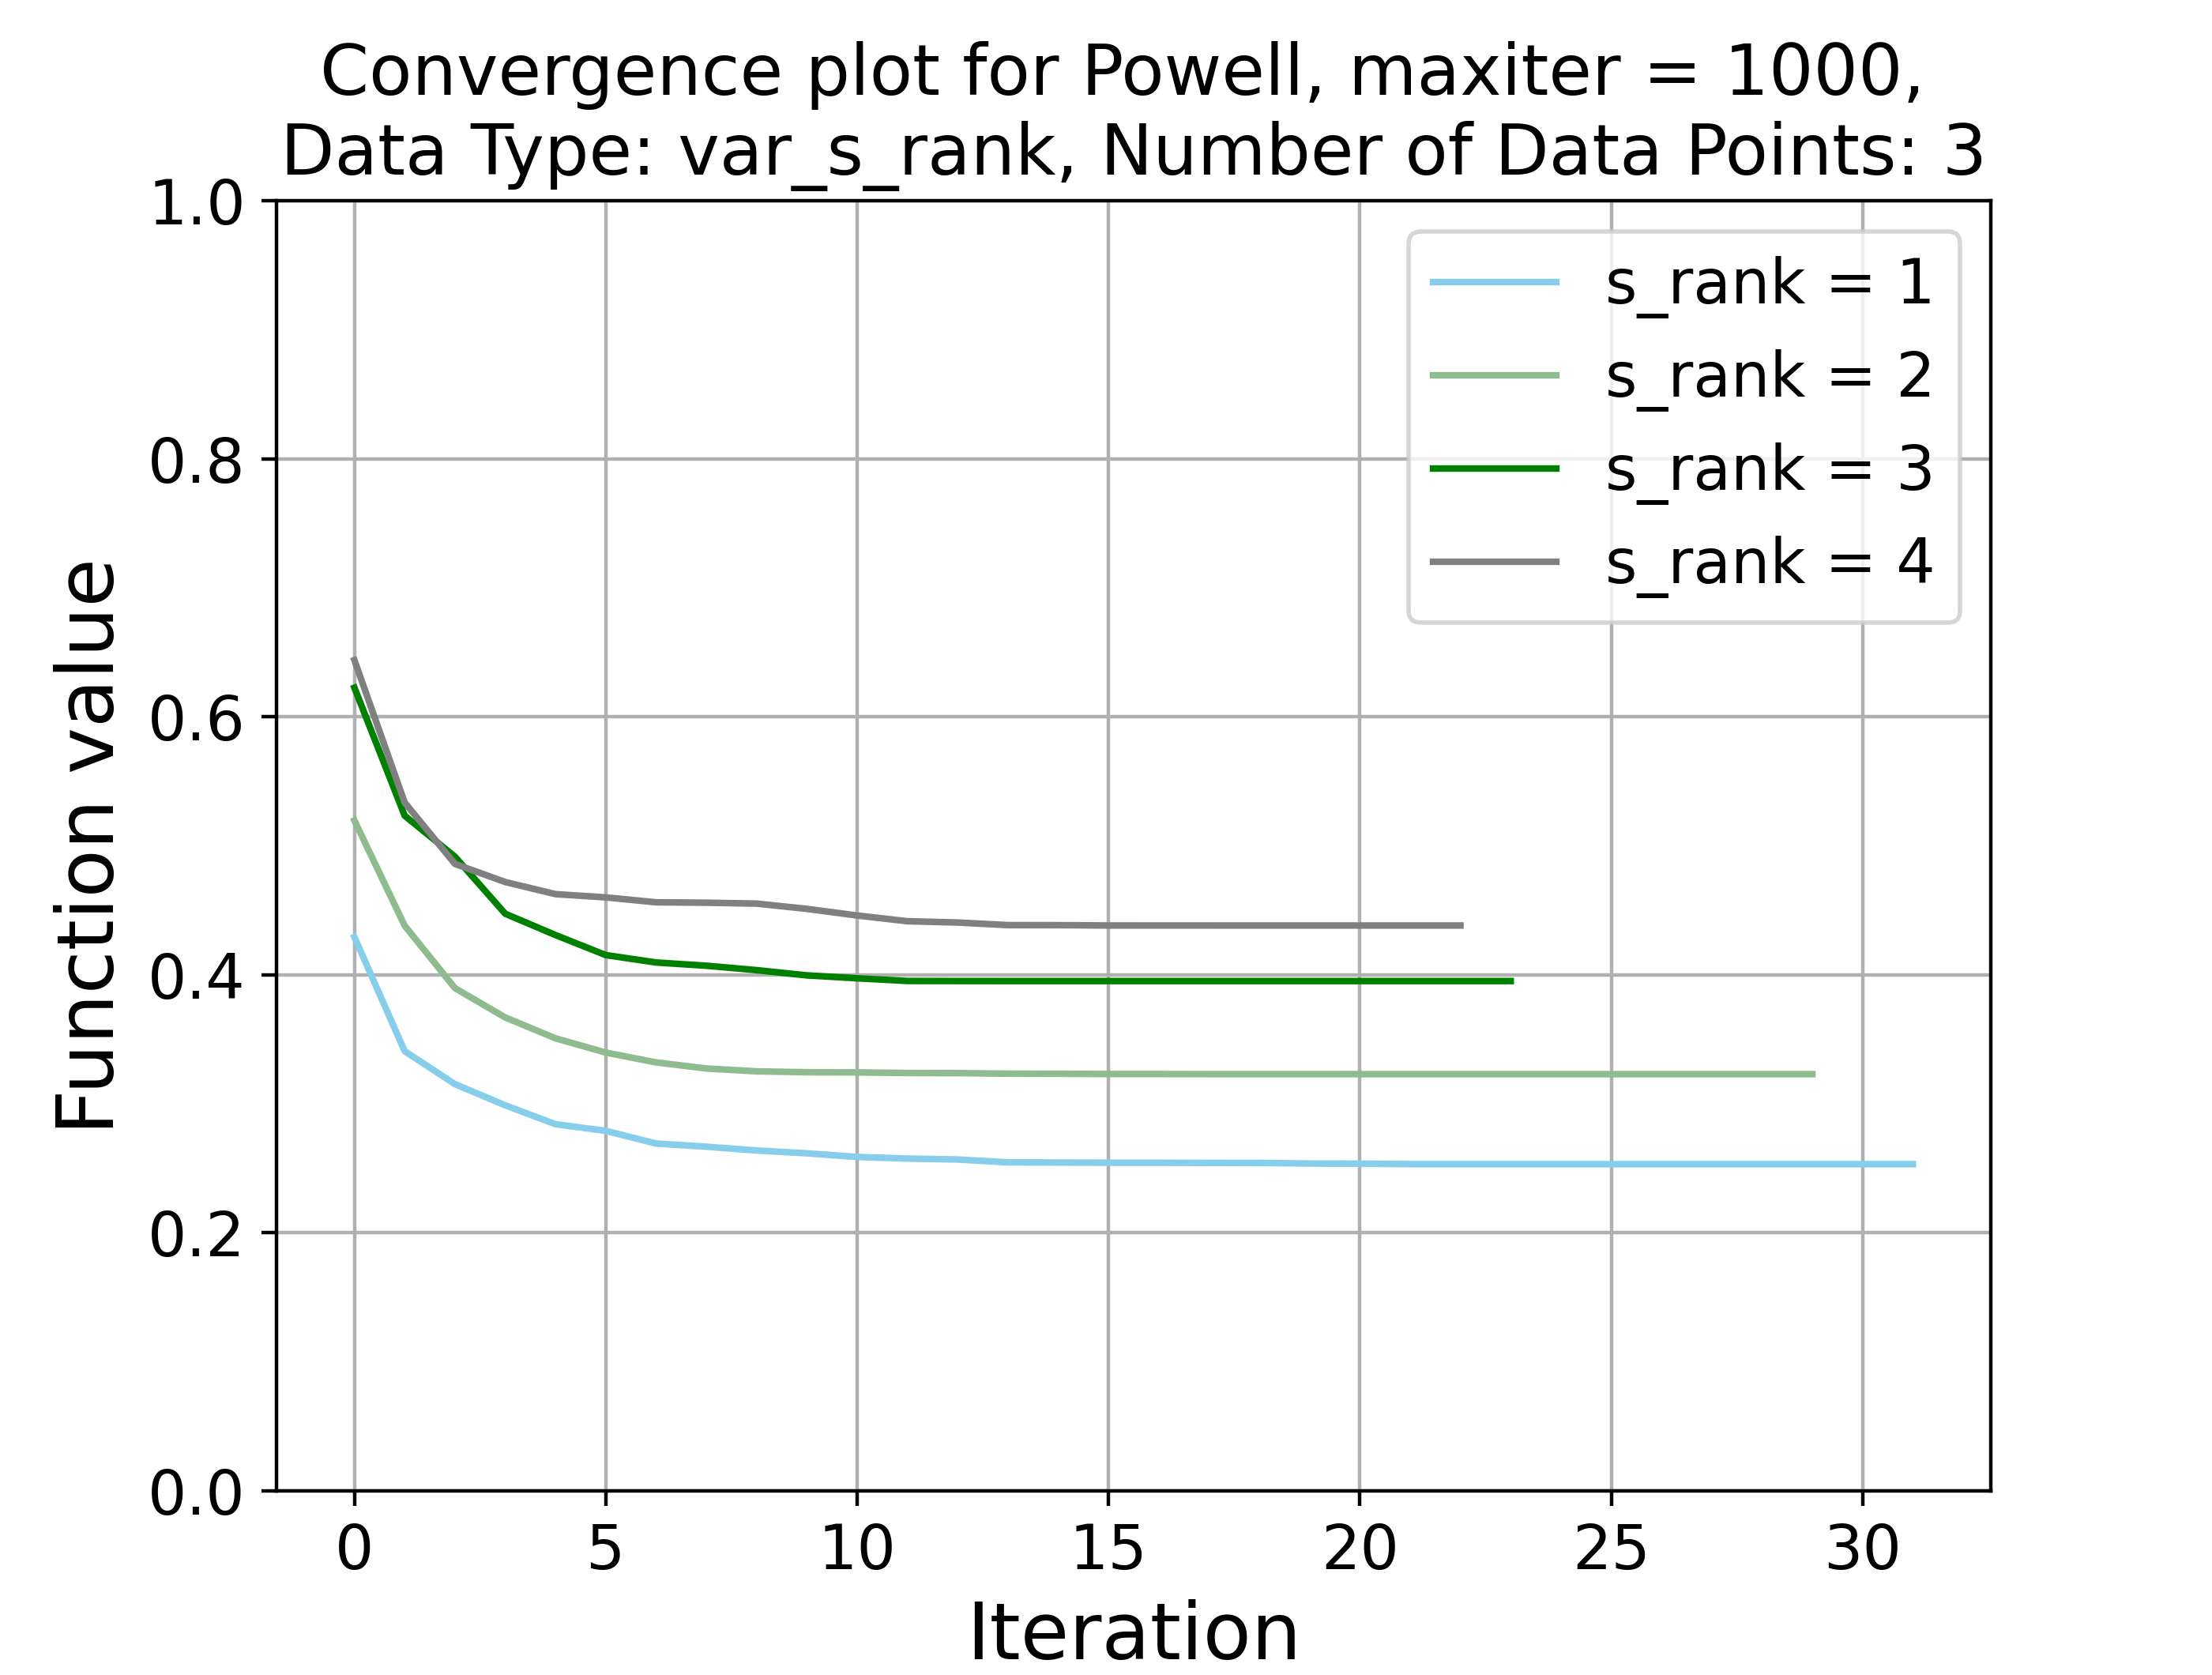 Convergence plot for Powell, maxiter = 1000,
Data Type: var_s_rank, Number of Data Points: 3
1.0
0.8
0.6
0.4
0.2
0.0
Function value
s_rank = 1
s_rank = 2
s_rank = 3
s_rank = 4
0 5 10 15 20 25 30
Iteration